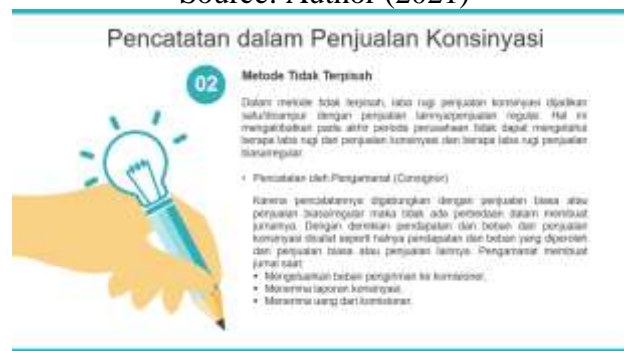 Source: Author (2021)
Pencatatan dalam Penjualan Konsinyasi
02
Metode Tidak Terpisah
Dalam metode tidak terpisah, laba rugi penjualan konsinyasi dijadikan
satu/dicampur dengan penjualan lainnya/penjualan regular. Hal ini
mengakibatkan pada akhir periode perusahaan tidak dapat mengetahui
berapa laba rugi dari penjualan konsinyasi dan berapa laba rugi penjualan
biasa/regular.
• Pencatatan oleh Pengamanat (Consignor)
Karena pencatatannya digabungkan dengan penjualan biasa atau
penjualan biasa/regular maka tidak ada perbedaan dalam membuat
jurnalnya. Dengan demikian pendapatan dan beban dari penjualan
konsinyasi dicatat seperti halnya pendapatan dan beban yang diperoleh
dari penjualan biasa atau penjualan lainnya. Pengamanat membuat
jurnal saat:
• Mengeluarkan beban pengiriman ke komisioner,
• Menerima laporan konsinyasi,
• Menerima uang dari komisioner.